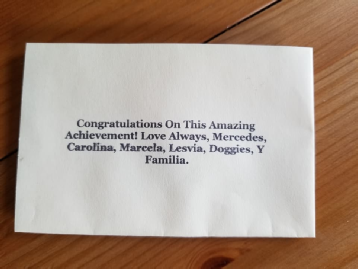 Congratulations On This Amazing
Achievement! Love Always, Mercedes,
Carolina, Marcela, Lesvia, Doggies, Y
Familia.